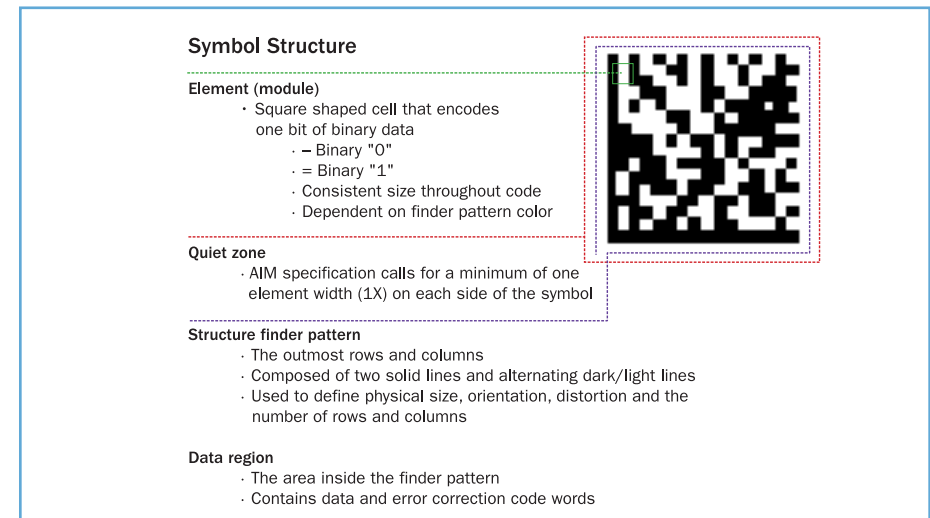 Symbol Structure
Element (module)
• Square shaped cell that encodes
one bit of binary data
· – Binary "0"
· = Binary "1"
· Consistent size throughout code
· Dependent on finder pattern color
Quiet zone
· AIM specification calls for a minimum of one
element width (1X) on each side of the symbol
Structure finder pattern
· The outmost rows and columns
· Composed of two solid lines and alternating dark/light lines
· Used to define physical size, orientation, distortion and the
number of rows and columns
Data region
· The area inside the finder pattern
· Contains data and error correction code words